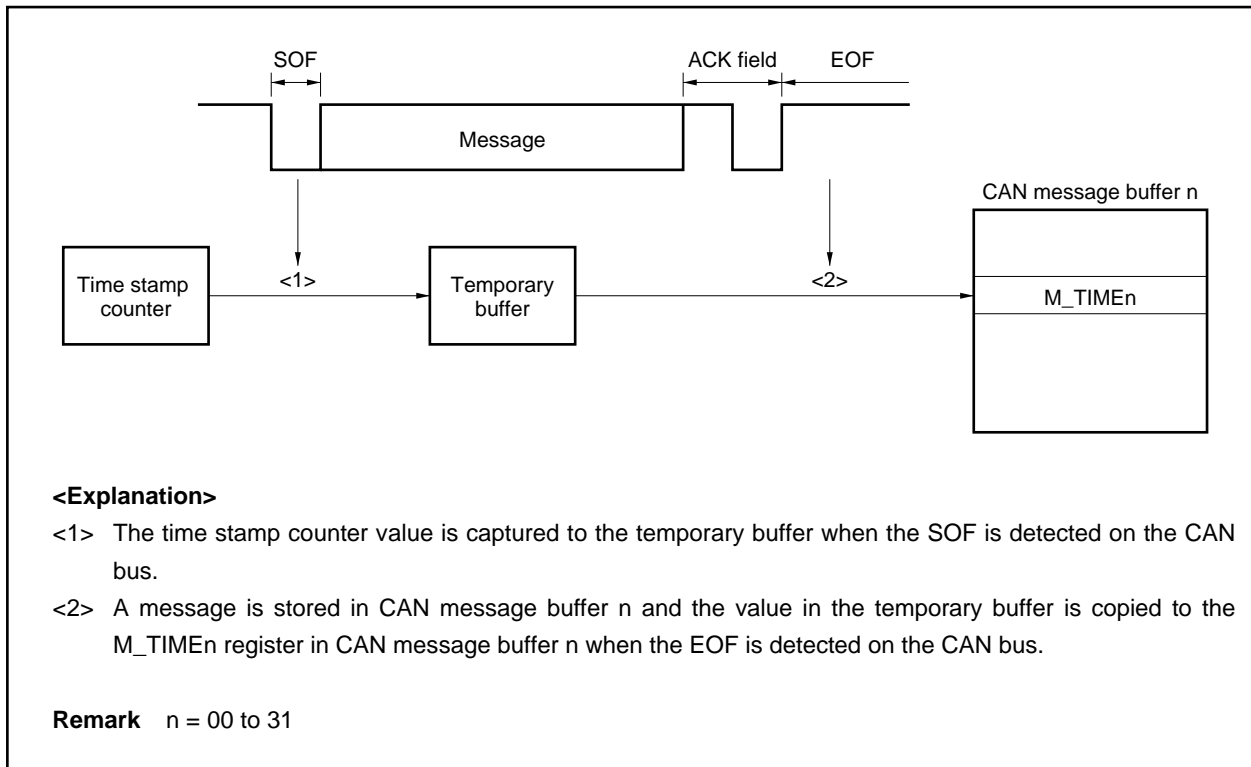 SOF
ACK field
EOF
Message
CAN message buffer n
Time stamp
counter
<1>
Temporary
buffer
<2>
M_TIMEn
<Explanation>
<1> The time stamp counter value is captured to the temporary buffer when the SOF is detected on the CAN
bus.
<2> A message is stored in CAN message buffer n and the value in the temporary buffer is copied to the
M_TIMEn register in CAN message buffer n when the EOF is detected on the CAN bus.
Remark n = 00 to 31